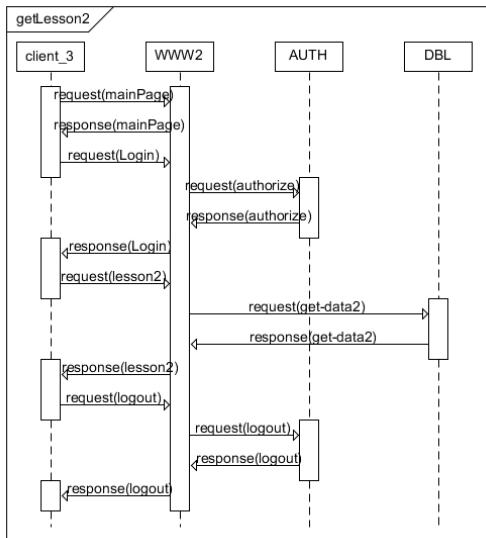 getLesson2
client_3
WWW2
AUTH
DBL
request(mainPage)
response(mainPage)
request(Login)
request(authorize)
response(authorize)
response(Login)
request(lesson2)
request(get-data2)
response(get-data2)
response(lesson2)
request(logout)
request(logout)
response(logout)
response(logout)